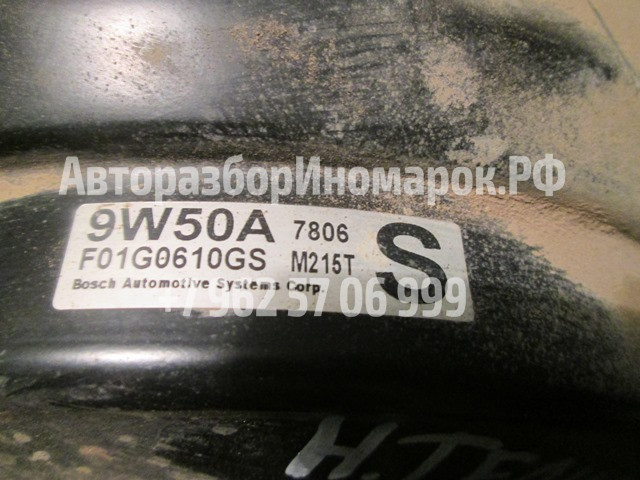 АвторазборИномарок.РФ
9W50A 7806
F01G0610GS M215T S
Bosch Automotive Systems Corp.
+7 962 57 06 999